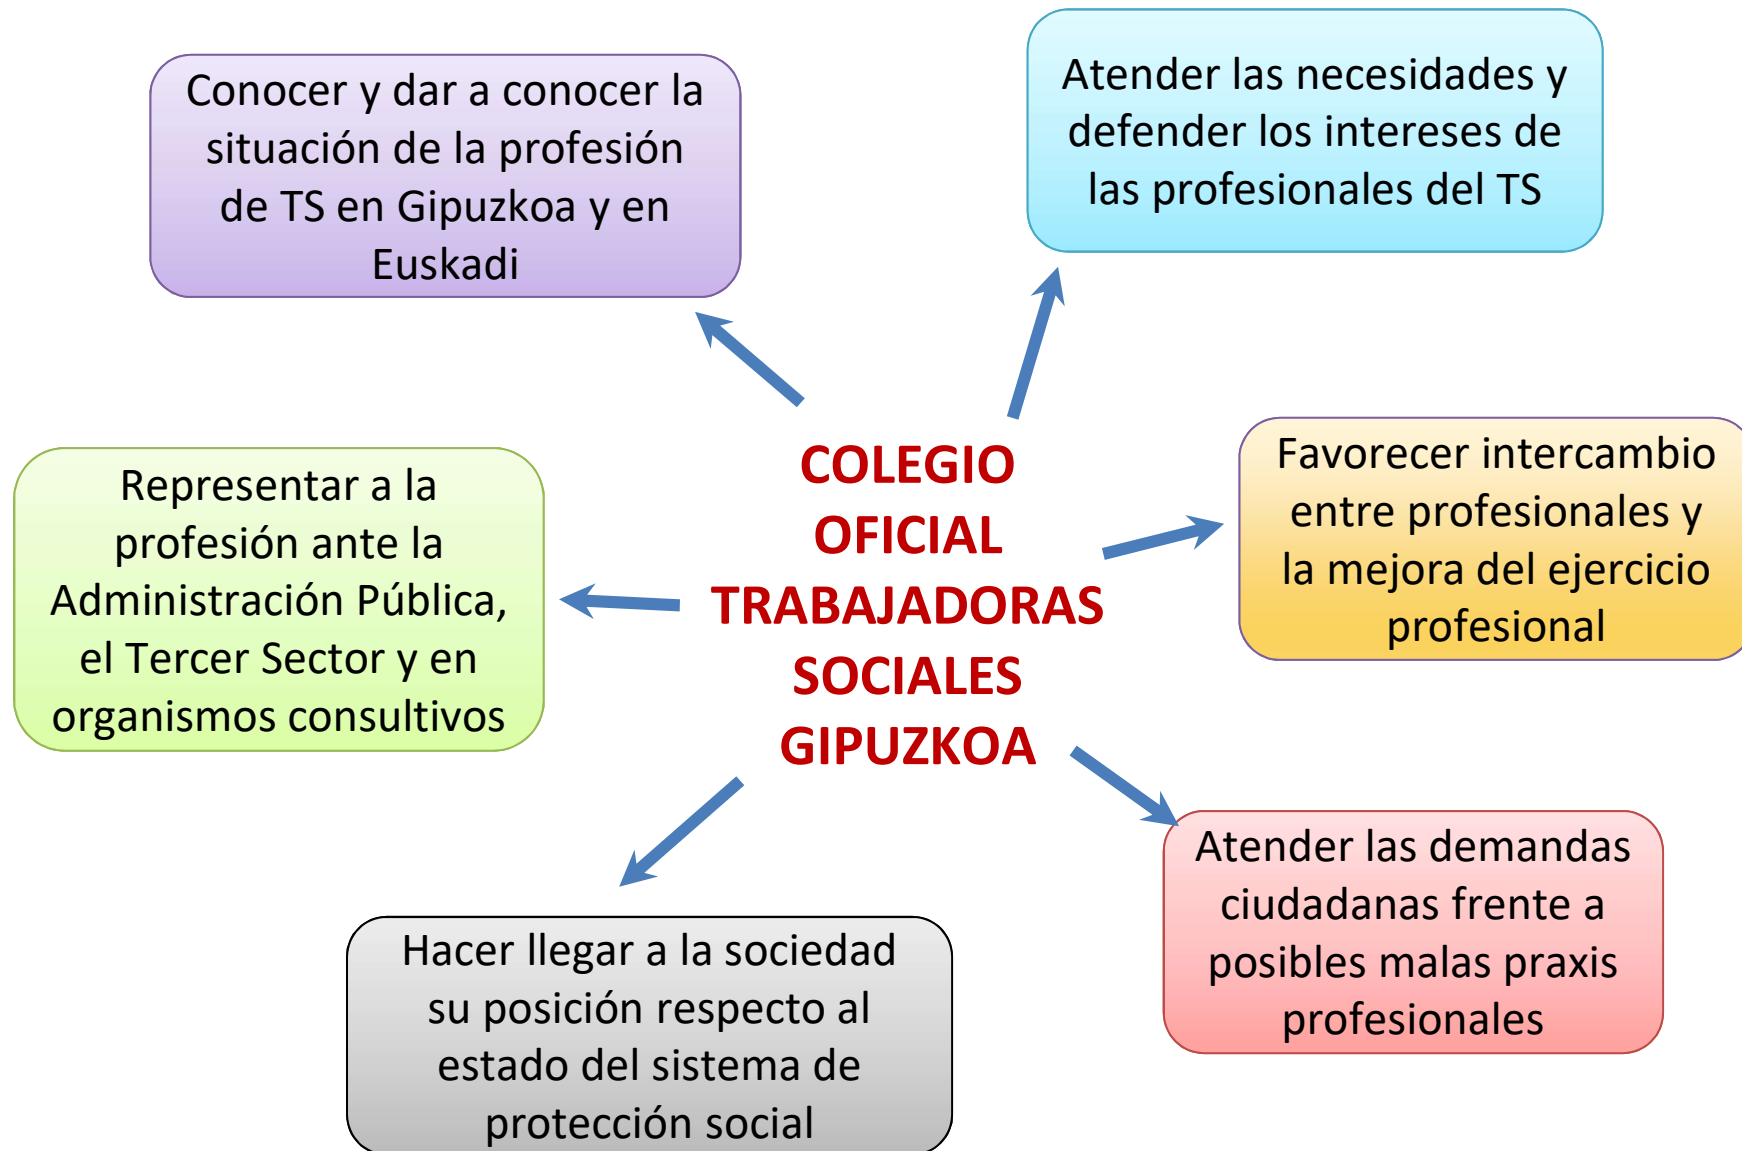 Conocer y dar a conocer la
situación de la profesión
de TS en Gipuzkoa y en
Euskadi
Atender las necesidades y
defender los intereses de
las profesionales del TS
Representar a la
profesión ante la
Administración Pública,
el Tercer Sector y en
organismos consultivos
COLEGIO
OFICIAL
TRABAJADORAS
SOCIALES
GIPUZKOA
Favorecer intercambio
entre profesionales y
la mejora del ejercicio
profesional
Hacer llegar a la sociedad
su posición respecto al
estado del sistema de
protección social
Atender las demandas
ciudadanas frente a
posibles malas praxis
profesionales